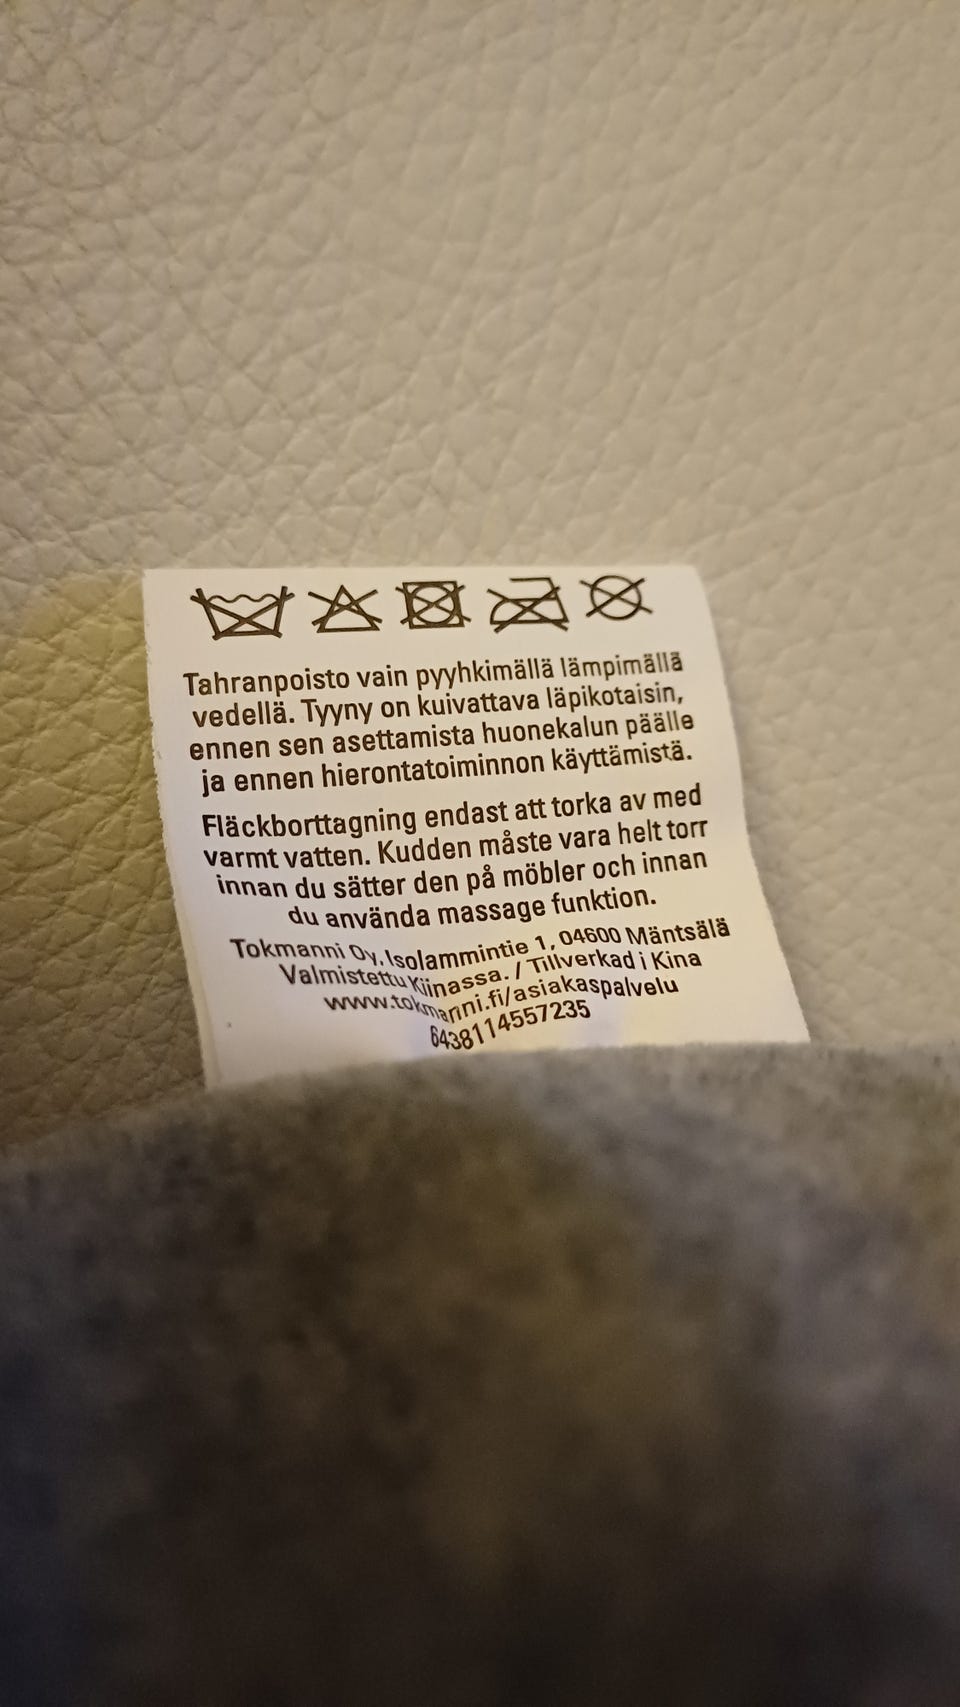 Tahranpoisto vain pyyhkimällä lämpimällä
vedellä. Tyyny on kuivattava läpikotaisin,
ennen sen asettamista huonekalun päälle
ja ennen hierontatoiminnon käyttämistä.
Fläckborttagning endast att torka av med
varmt vatten. Kudden måste vara helt torr
innan du sätter den på möbler och innan
du använda massage funktion.
Tokmanni Oy, Isolammintie 1, 04600 Mäntsälä
Valmistettu Kiinassa. / Tillverkad i Kina
www.tokmanni.fi/asiakaspalvelu
6438114557235